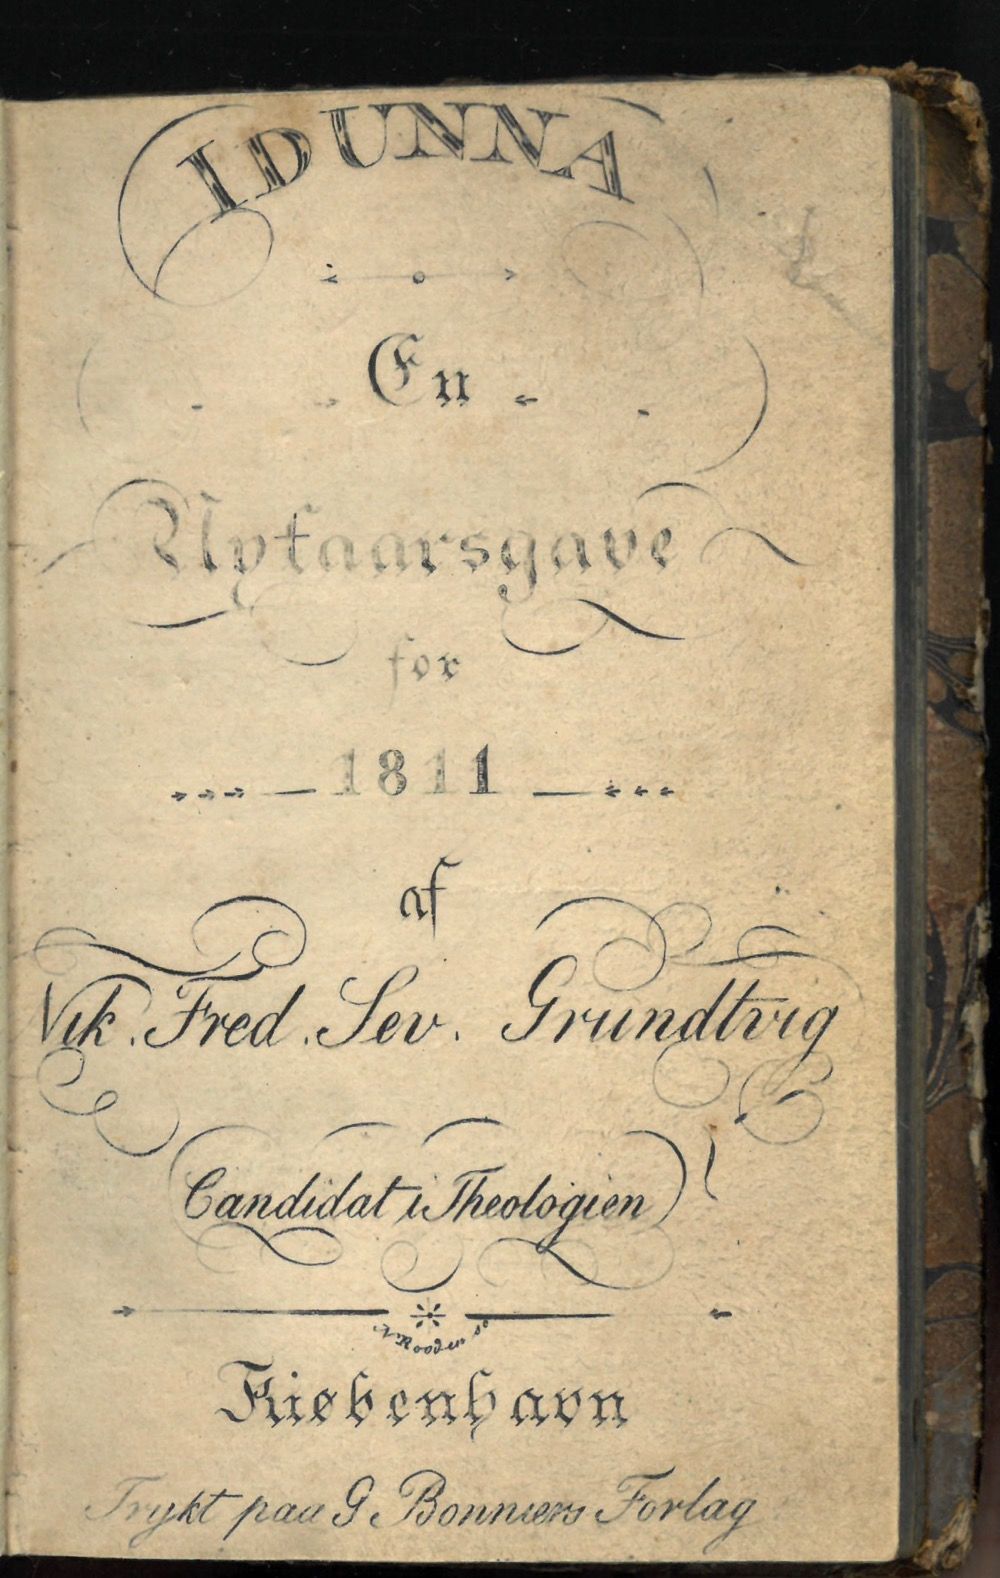 IDUNNA
En
Nytaarsgave
for
1811
af
Nik. Fred. Sev. Grundtvig
Candidat i Theologien
Kiøbenhavn
Trykt paa G. Bonniers Forlag